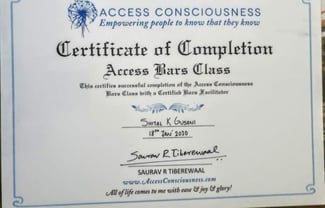 ACCESS CONSCIOUSNESS
Empowering people to know that they know
Certificate of Completion
Access Bars Class
This certifies successful completion of the Access Consciousness
Bars Class with a Certified Bars Facilitator
SHITAL K GUSANI
18TH JAN' 2020
Saurav R Tiberewaal
SAURAV R TIBEREWAAL
www.AccessConsciousness.com
All of life comes to me with ease & joy & glory!